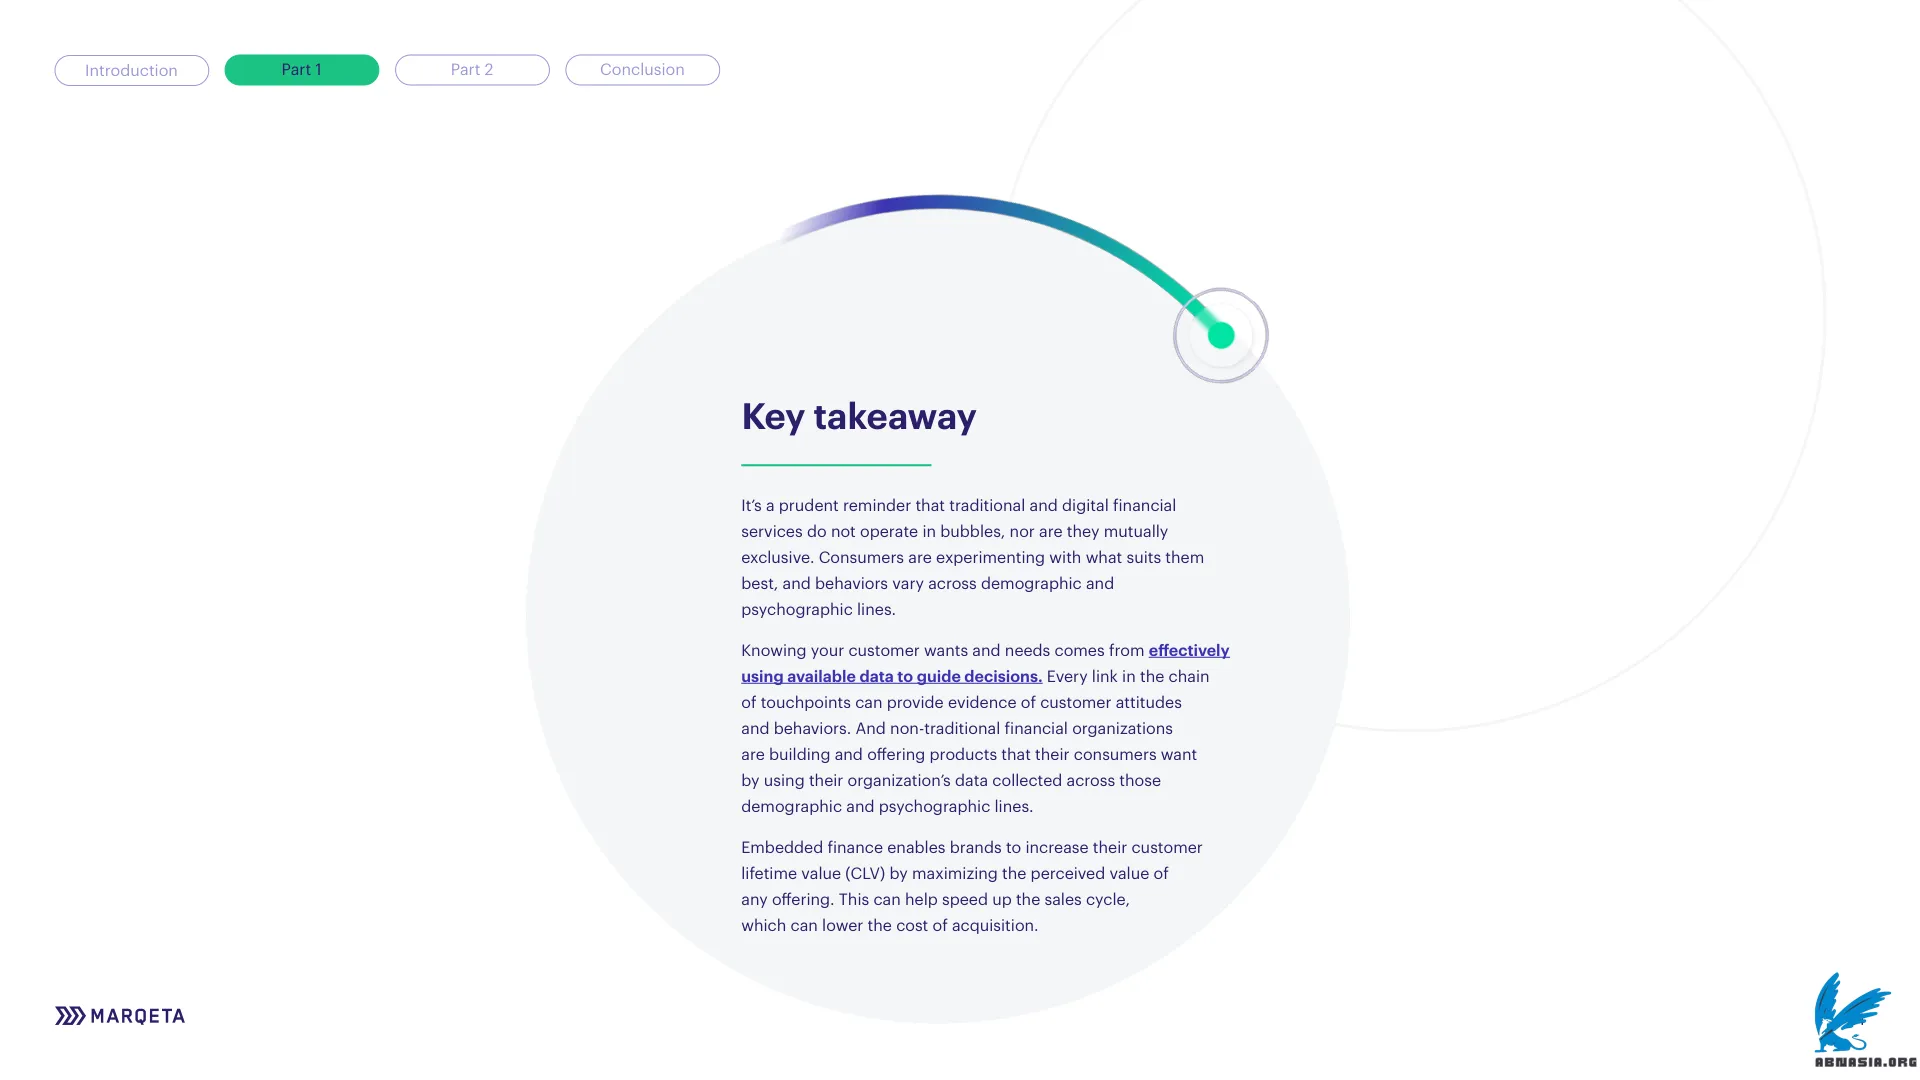 Introduction
Part 1
Part 2
Conclusion
Key takeaway
It’s a prudent reminder that traditional and digital financial
services do not operate in bubbles, nor are they mutually
exclusive. Consumers are experimenting with what suits them
best, and behaviors vary across demographic and
psychographic lines.
Knowing your customer wants and needs comes from effectively
using available data to guide decisions. Every link in the chain
of touchpoints can provide evidence of customer attitudes
and behaviors. And non-traditional financial organizations
are building and offering products that their consumers want
by using their organization’s data collected across those
demographic and psychographic lines.
Embedded finance enables brands to increase their customer
lifetime value (CLV) by maximizing the perceived value of
any offering. This can help speed up the sales cycle,
which can lower the cost of acquisition.
MARQETA
ABNASIA.ORG